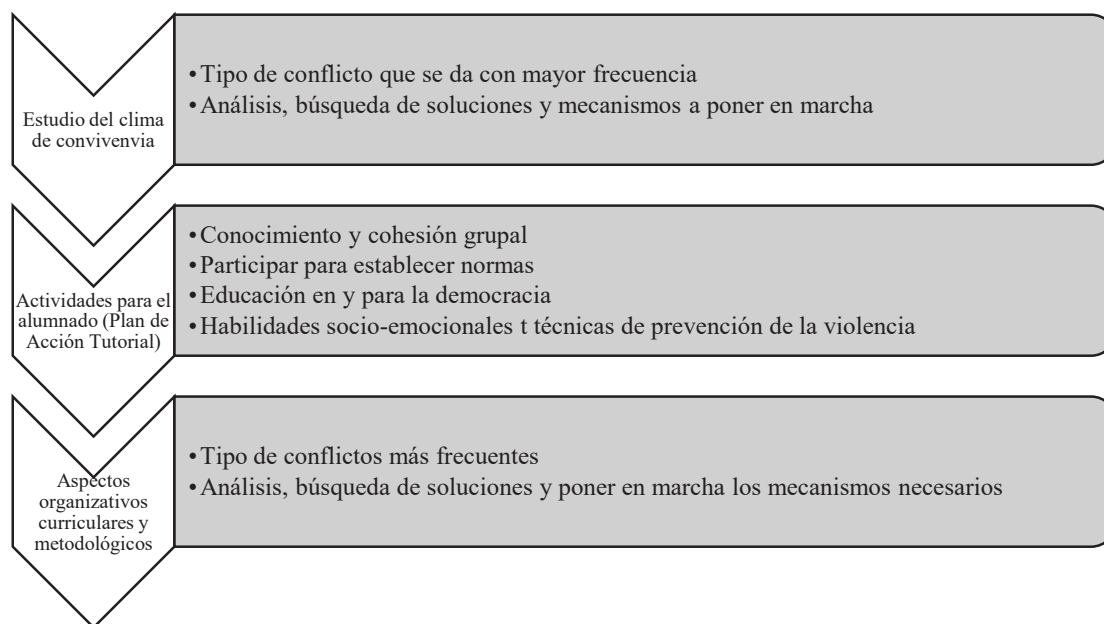 Estudio del clima
de convivenvia
•Tipo de conflicto que se da con mayor frecuencia
•Análisis, búsqueda de soluciones y mecanismos a poner en marcha
Actividades para el
alumnado (Plan de
Acción Tutorial)
•Conocimiento y cohesión grupal
•Participar para establecer normas
•Educación en y para la democracia
•Habilidades socio-emocionales t técnicas de prevención de la violencia
Aspectos
organizativos
curriculares y
metodológicos
•Tipo de conflictos más frecuentes
•Análisis, búsqueda de soluciones y poner en marcha los mecanismos necesarios